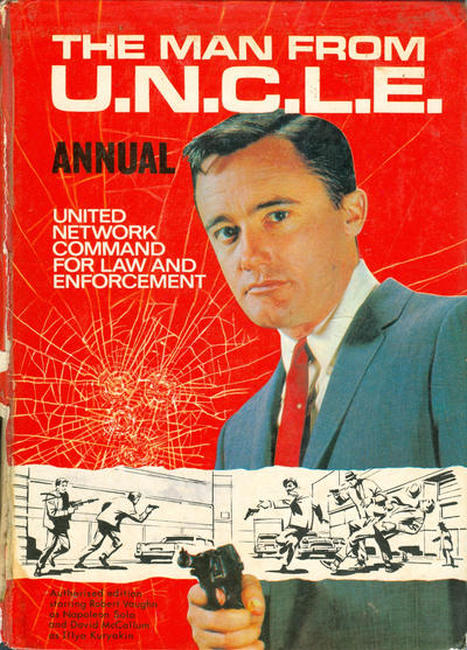 THE MAN FROM
U.N.C.L.E.
ANNUAL
UNITED
NETWORK
COMMAND
FOR LAW AND
ENFORCEMENT
Authorised edition
starring Robert Vaughn
as Napoleon Solo
and David McCallum
as Illya Kuryakin